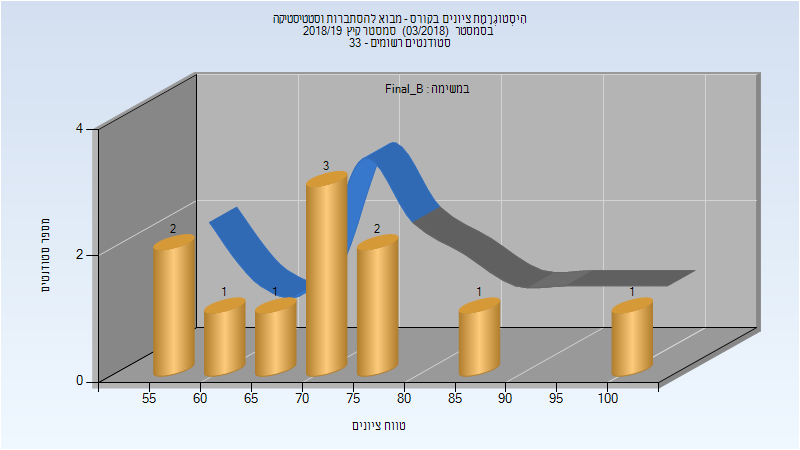 היסטוגרמת ציונים בקורס - מבוא להסתברות וסטטיסטיקה
בסמסטר (03/2018) סמסטר קיץ 2018/19
סטודנטים רשומים - 33
במשימה : Final_B
מספר סטודנטים
4
2
0
2
1
1
3
2
1
1
55 60 65 70 75 80 85 90 95 100
טווח ציונים